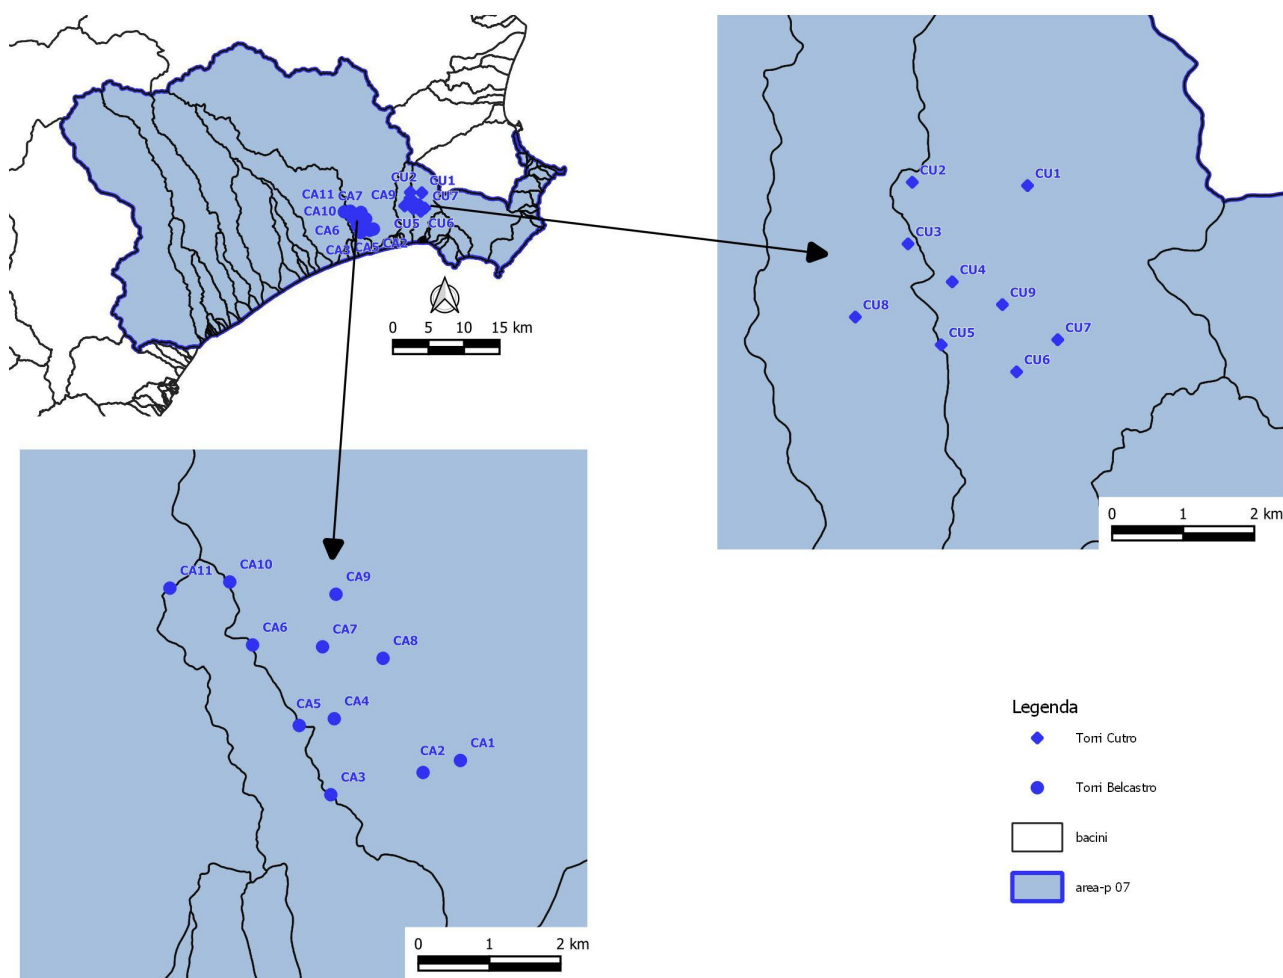 CU2 CU1
CA11 CA7 CA9 CU7
CA10
CA6 CU5 CU6
CA3 CA5 CA2
0 5 10 15 km
CU2 CU1
CU3
CU4
CU9
CU8
CU5 CU7
CU6
0 1 2 km
CA11 CA10 CA9
CA6 CA7 CA8
CA5 CA4
CA2 CA1
CA3
0 1 2 km
Legenda
Torri Cutro
Torri Belcastro
bacini
area-p 07